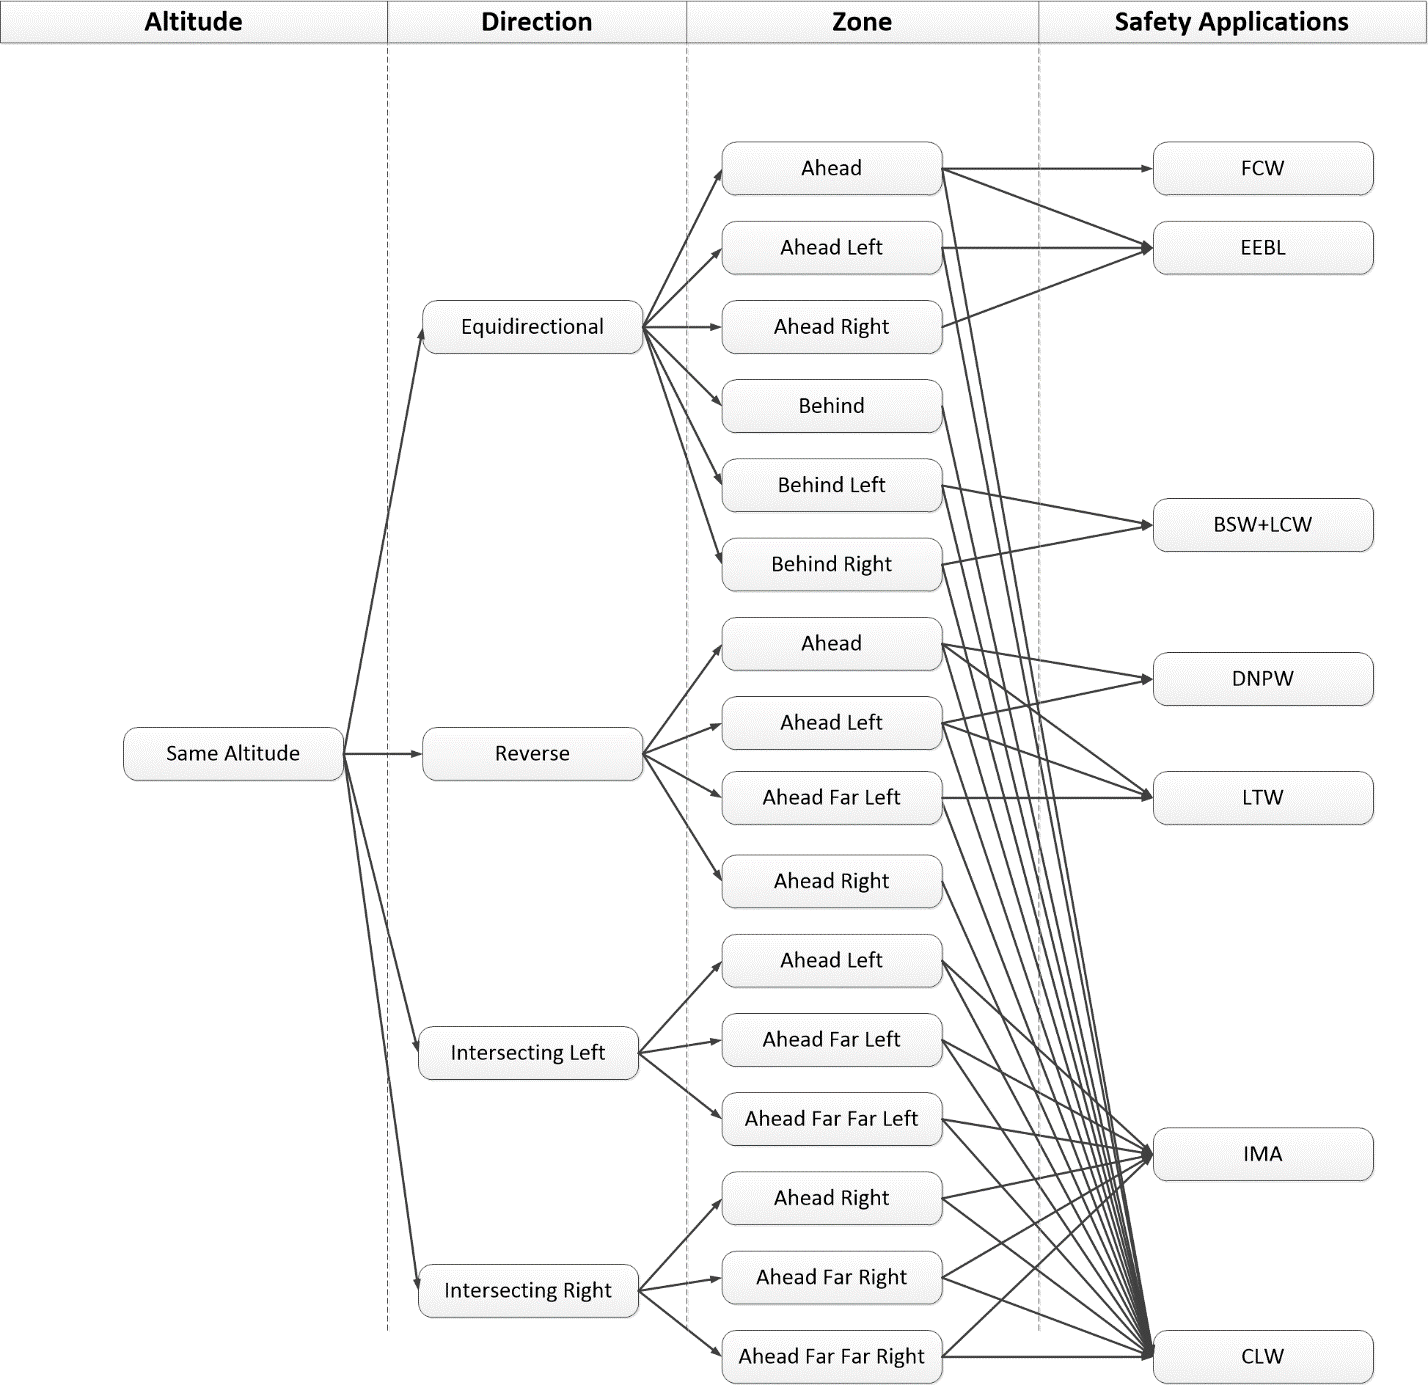 Altitude
Direction
Zone
Safety Applications
Same Altitude
Equidirectional
Reverse
Intersecting Left
Intersecting Right
Ahead
Ahead Left
Ahead Right
Behind
Behind Left
Behind Right
Ahead
Ahead Left
Ahead Far Left
Ahead Right
Ahead Left
Ahead Far Left
Ahead Far Far Left
Ahead Right
Ahead Far Right
Ahead Far Far Right
FCW
EEBL
BSW+LCW
DNPW
LTW
IMA
CLW